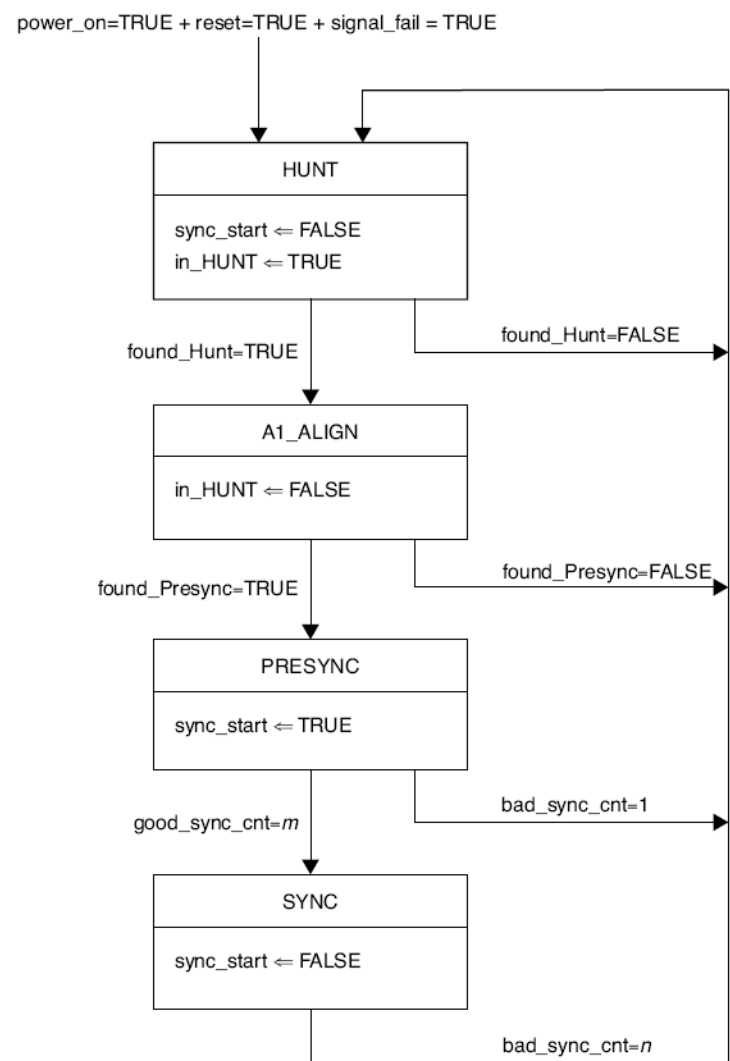 power_on=TRUE + reset=TRUE + signal_fail = TRUE
HUNT
sync_start ⇐ FALSE
in_HUNT ⇐ TRUE
found_Hunt=TRUE
found_Hunt=FALSE
A1_ALIGN
in_HUNT ⇐ FALSE
found_Presync=TRUE
found_Presync=FALSE
PRESYNC
sync_start ⇐ TRUE
good_sync_cnt=m
bad_sync_cnt=1
SYNC
sync_start ⇐ FALSE
bad_sync_cnt=n